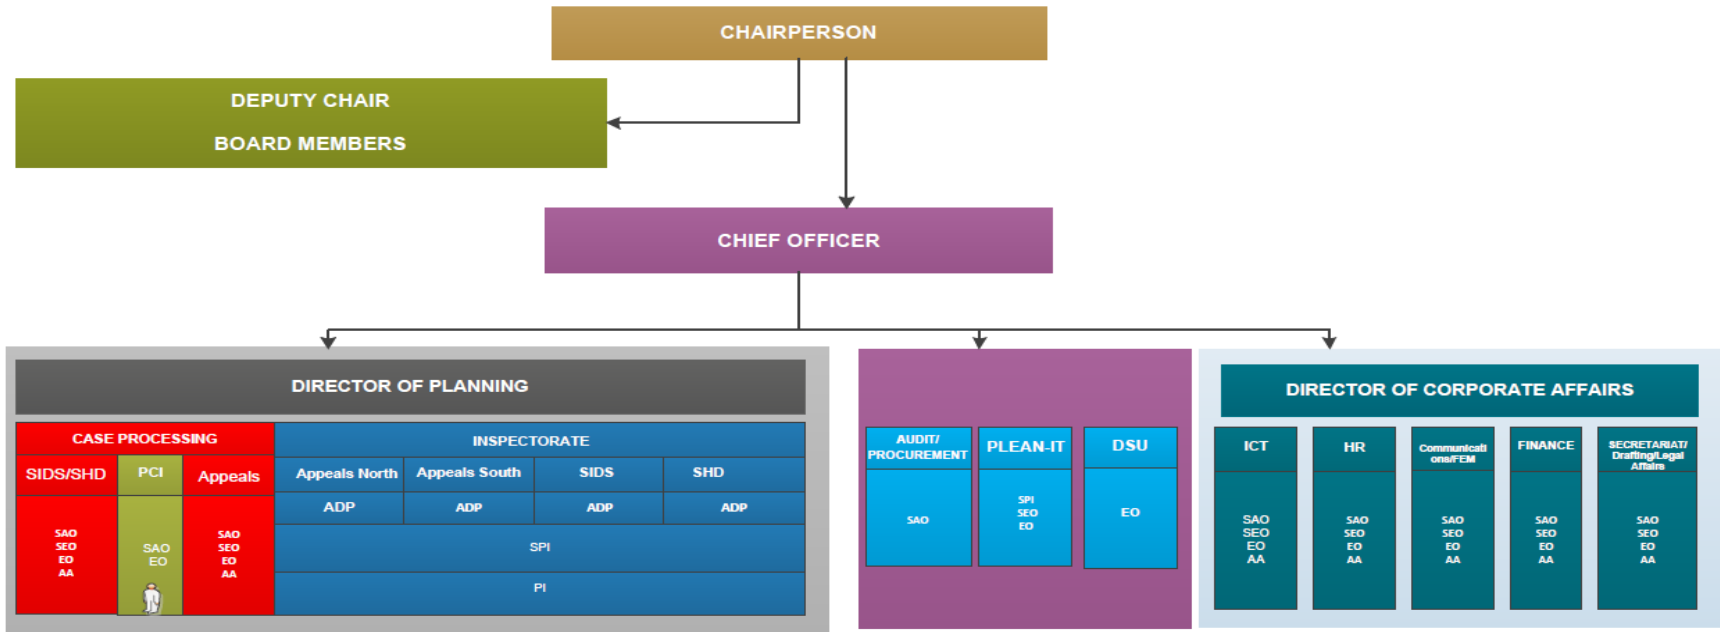 CHAIRPERSON
DEPUTY CHAIR
BOARD MEMBERS
CHIEF OFFICER
DIRECTOR OF PLANNING
CASE PROCESSING
SIDS/SHD
PCI
Appeals
SAO
SEO
EO
AA
SAO
EO
SAO
SEO
EO
AA
INSPECTORATE
Appeals North
Appeals South
SIDS
SHD
ADP
ADP
ADP
ADP
SPI
PI
AUDIT/
PROCUREMENT
SAO
PLEAN-IT
SPI
SEO
EO
DSU
EO
DIRECTOR OF CORPORATE AFFAIRS
ICT
SAO
SEO
EO
AA
HR
SAO
SEO
EO
AA
Communicati
ons/FEM
SAO
SEO
EO
AA
FINANCE
SAO
SEO
EO
AA
SECRETARIAT/
Drafting/Legal
Affairs
SAO
SEO
EO
AA